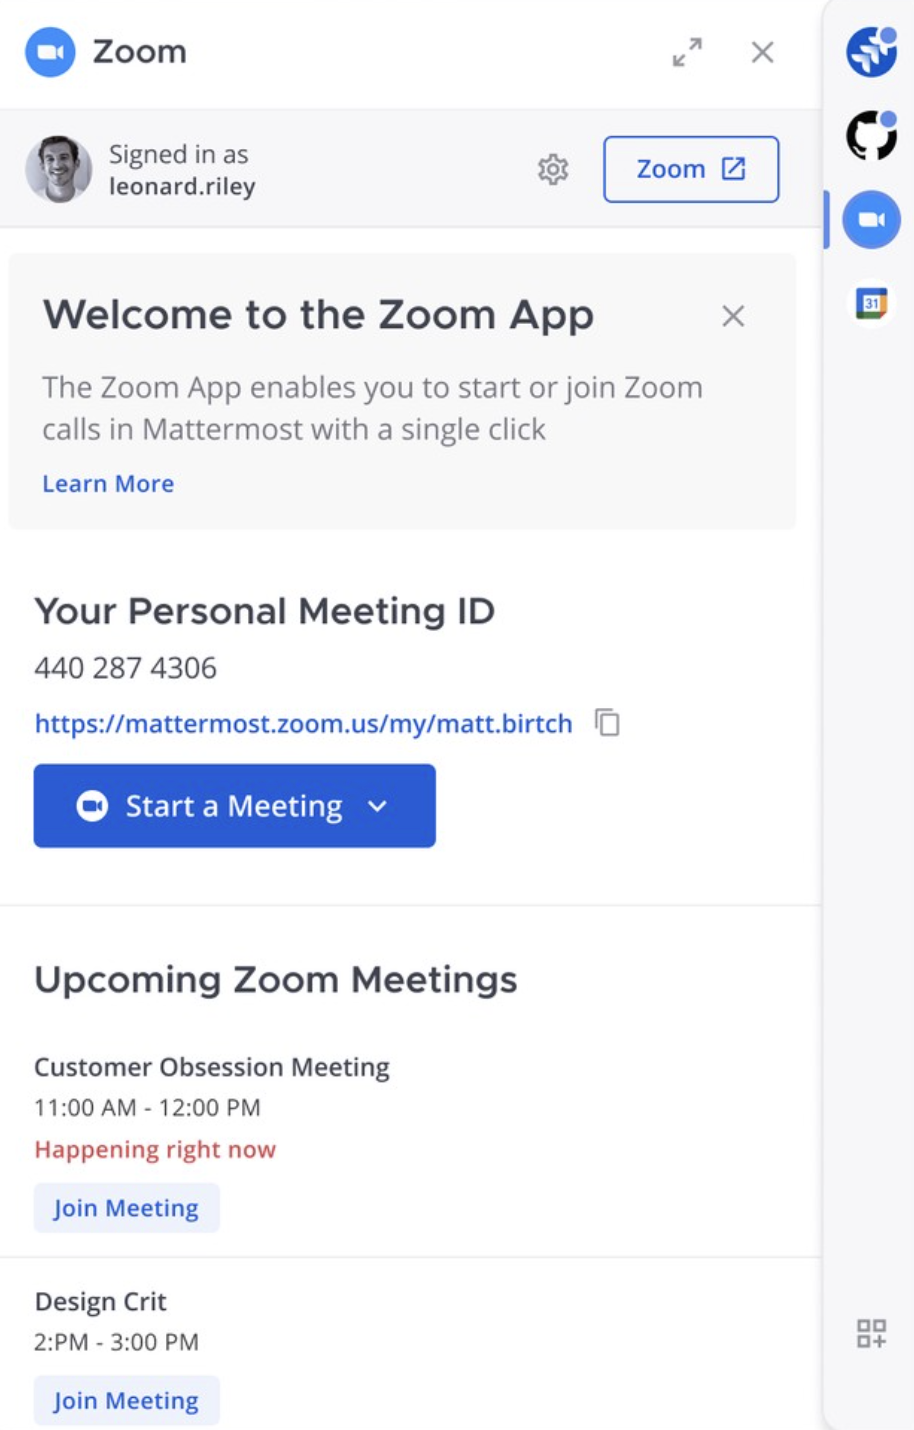 Zoom
Signed in as
leonard.riley
Zoom
Welcome to the Zoom App
The Zoom App enables you to start or join Zoom
calls in Mattermost with a single click
Learn More
Your Personal Meeting ID
440 287 4306
https://mattermost.zoom.us/my/matt.birtch
Start a Meeting
Upcoming Zoom Meetings
Customer Obsession Meeting
11:00 AM - 12:00 PM
Happening right now
Join Meeting
Design Crit
2:PM - 3:00 PM
Join Meeting
31